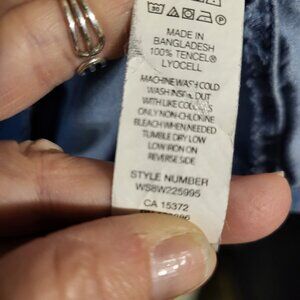 MADE IN
BANGLADESH
100% TENCEL®
LYOCELL
MACHINE WASH COLD
WASH INSIDE OUT
WITH LIKE COLORS
ONLY NON-CHLORINE
BLEACH WHEN NEEDED
TUMBLE DRY LOW
LOW IRON ON
REVERSE SIDE
STYLE NUMBER
WS8W225995
CA 15372